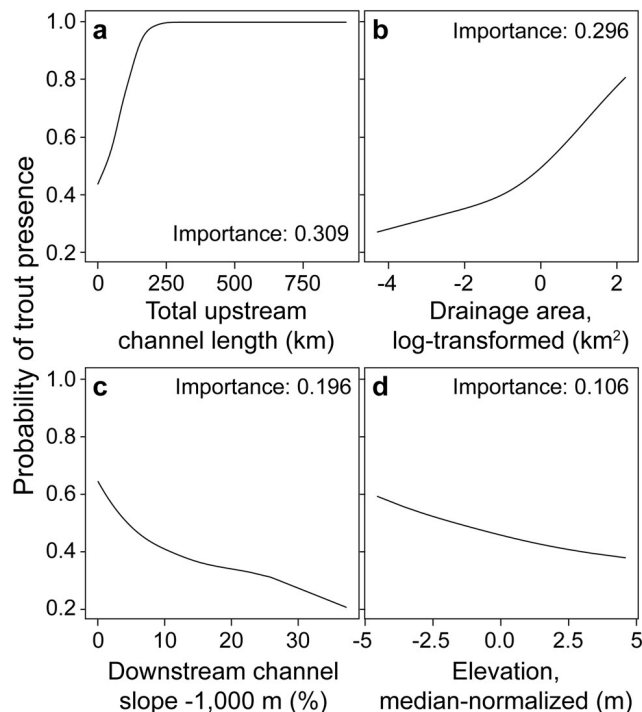 Probability of trout presence
a
1.0
0.8
0.6
0.4
0.2
Importance: 0.309
0 250 500 750
Total upstream
channel length (km)
b
Importance: 0.296
-4 -2 0 2
Drainage area,
log-transformed (km²)
c
Importance: 0.196
1.0
0.8
0.6
0.4
0.2
0 10 20 30
Downstream channel
slope -1,000 m (%)
d
Importance: 0.106
-5 -2.5 0.0 2.5 5
Elevation,
median-normalized (m)